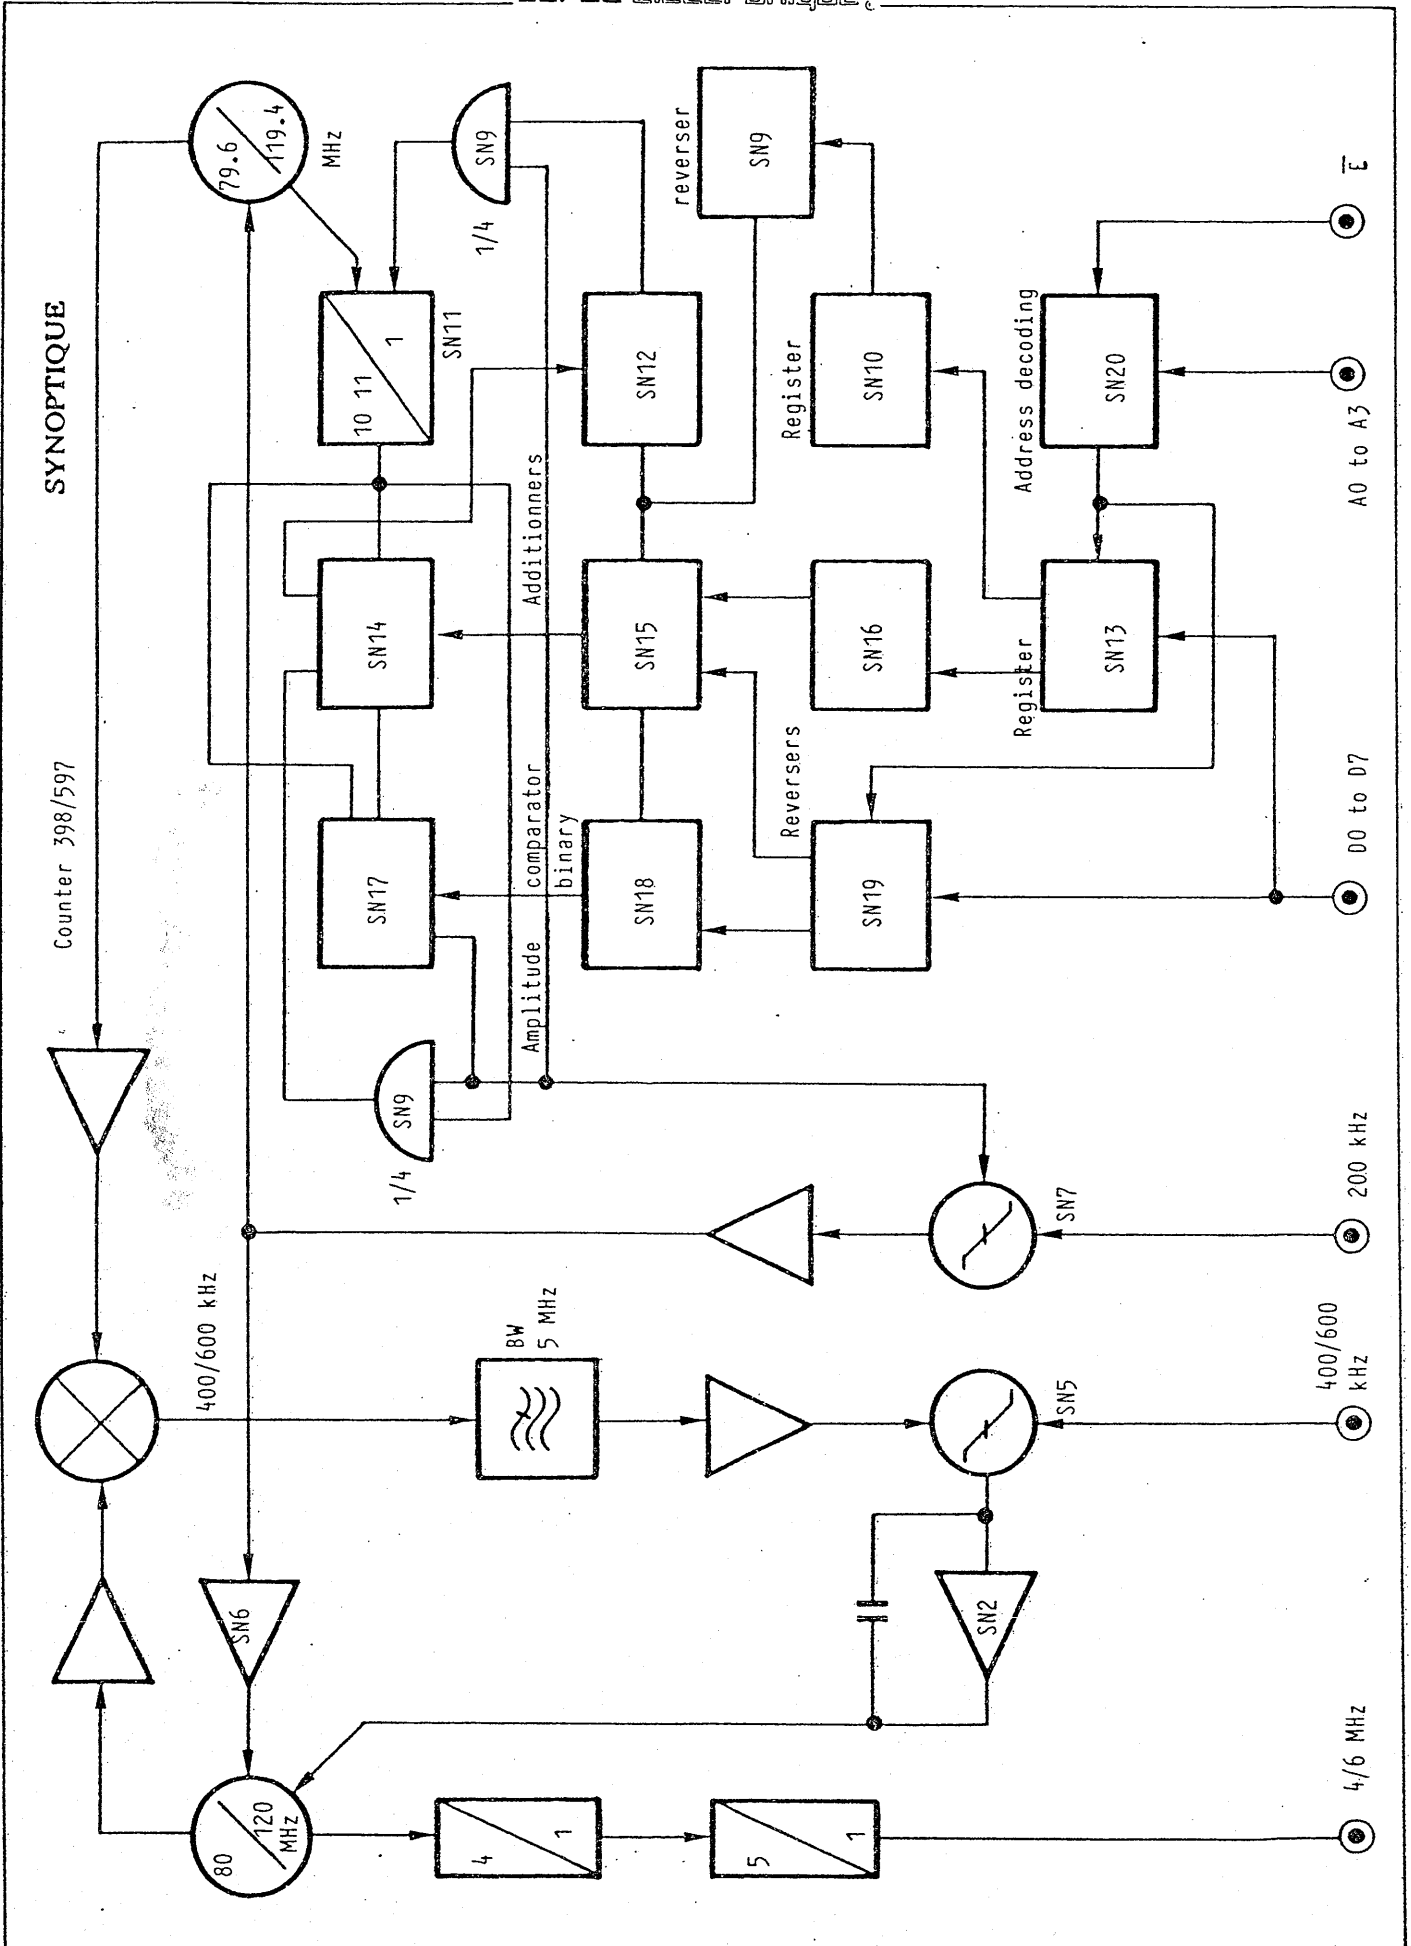 SYNOPTIQUE
Counter 398/597
79.6
119.4
MHz
400/600 kHz
SN6
80
120
MHz
10 11
1
SN11
SN14
SN17
SN9
1/4
SN9
1/4
Additionners
Amplitude comparator
binary
SN12
SN15
SN18
BW
5 MHz
4
1
reverser
SN9
Register
SN10
SN16
Reversers
SN19
5
1
Address decoding
SN20
Register
SN13
SN7
SN5
SN2
E
A0 to A3
D0 to D7
200 kHz
400/600
kHz
4/6 MHz